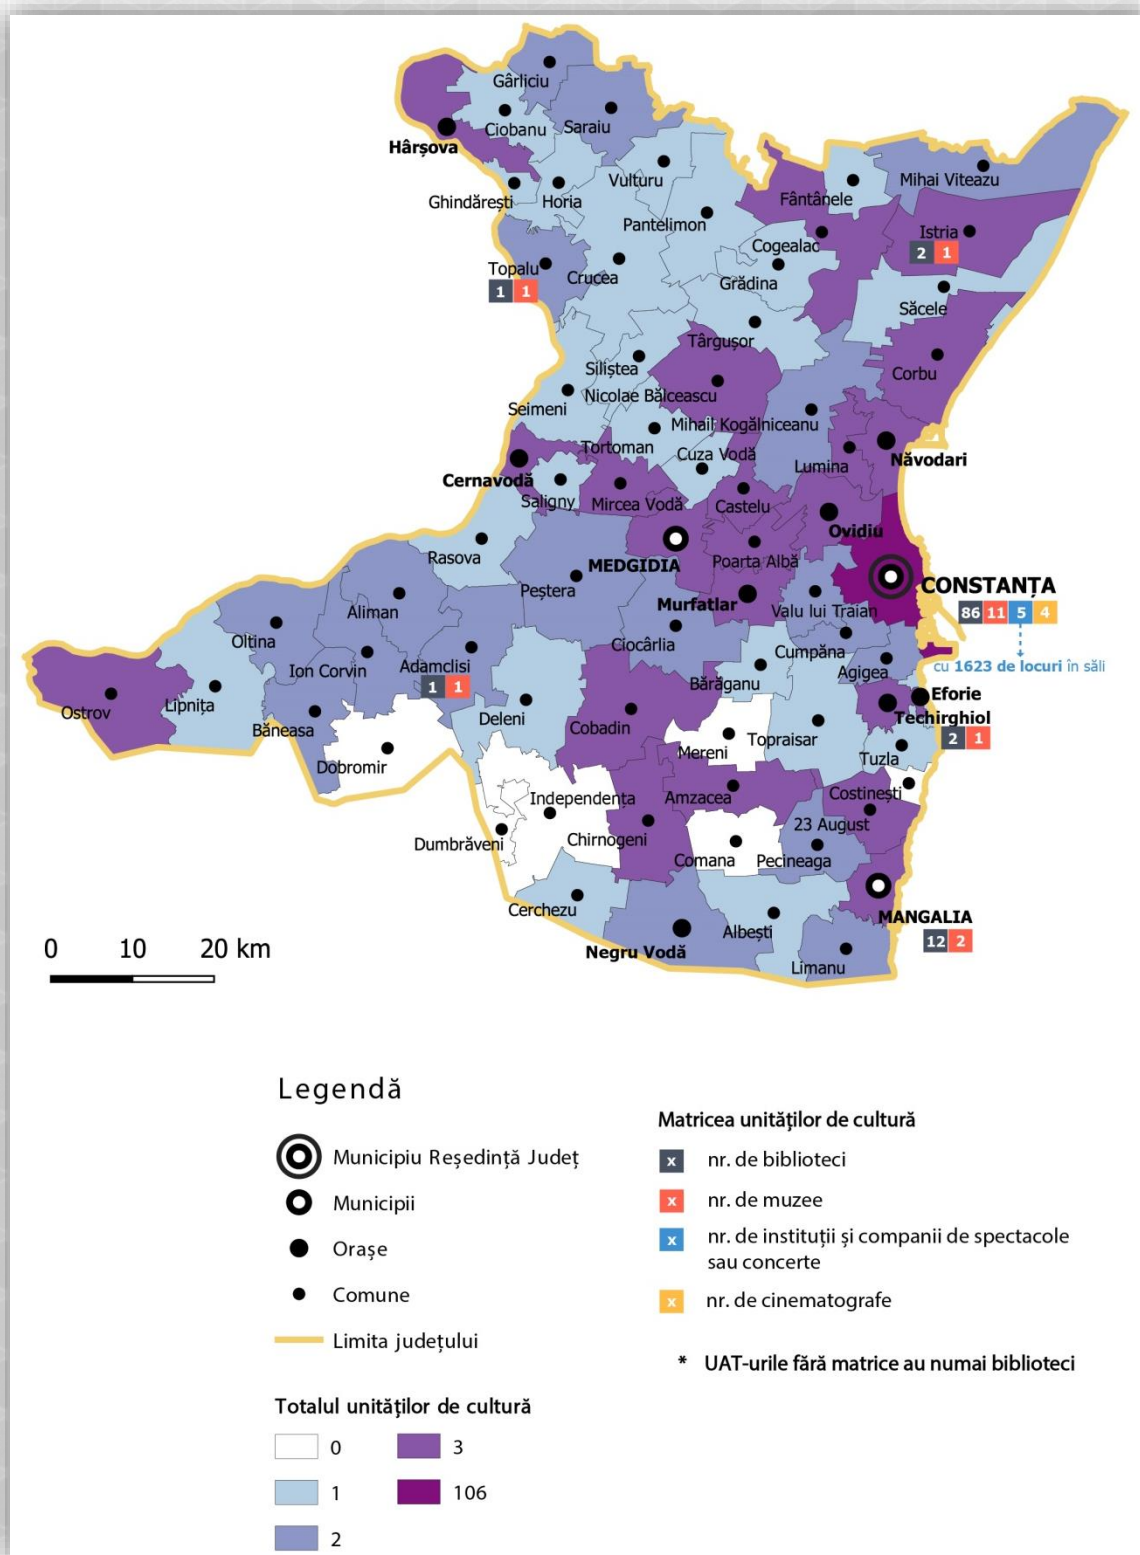 Gârliciu
Ciobanu
Saraiu
Hârșova
Vulturu
Mihai Viteazu
Ghindărești
Horia
Fântânele
Pantelimon
Istria
2 1
Cogealac
Topalu
1 1
Crucea
Grădina
Săcele
Târgușor
Siliștea
Corbu
Nicolae Bălcescu
Seimeni
Mihail Kogălniceanu
Tortoman
Cuza Vodă
Lumina
Năvodari
Cernavodă
Saligny
Mircea Vodă
Castelu
Ovidiu
Rasova
MEDGIDIA
Poarta Albă
CONSTANȚA
86 11 5 4
cu 1623 de locuri în săli
Peștera
Murfatlar
Valu lui Traian
Aliman
Oltina
Ciocârlia
Cumpăna
Ion Corvin
Adamclisi
1 1
Bărăganu
Agigea
Eforie
Ostrov
Lipnița
Deleni
Techirghiol
2 1
Băneasa
Cobadin
Topraisar
Mereni
Tuzla
Dobromir
Costinești
Independența
Amzacea
23 August
Dumbrăveni
Chirnogeni
Comana
Pecineaga
Cerchezu
MANGALIA
12 2
Albești
Negru Vodă
Limanu
0 10 20 km
Legendă
Municipiu Reședință Județ
Municipii
Orașe
Comune
Limita județului
Totalul unităților de cultură
0
3
1
106
2
Matricea unităților de cultură
x nr. de biblioteci
x nr. de muzee
x nr. de instituții și companii de spectacole
sau concerte
x nr. de cinematografe
* UAT-urile fără matrice au numai biblioteci